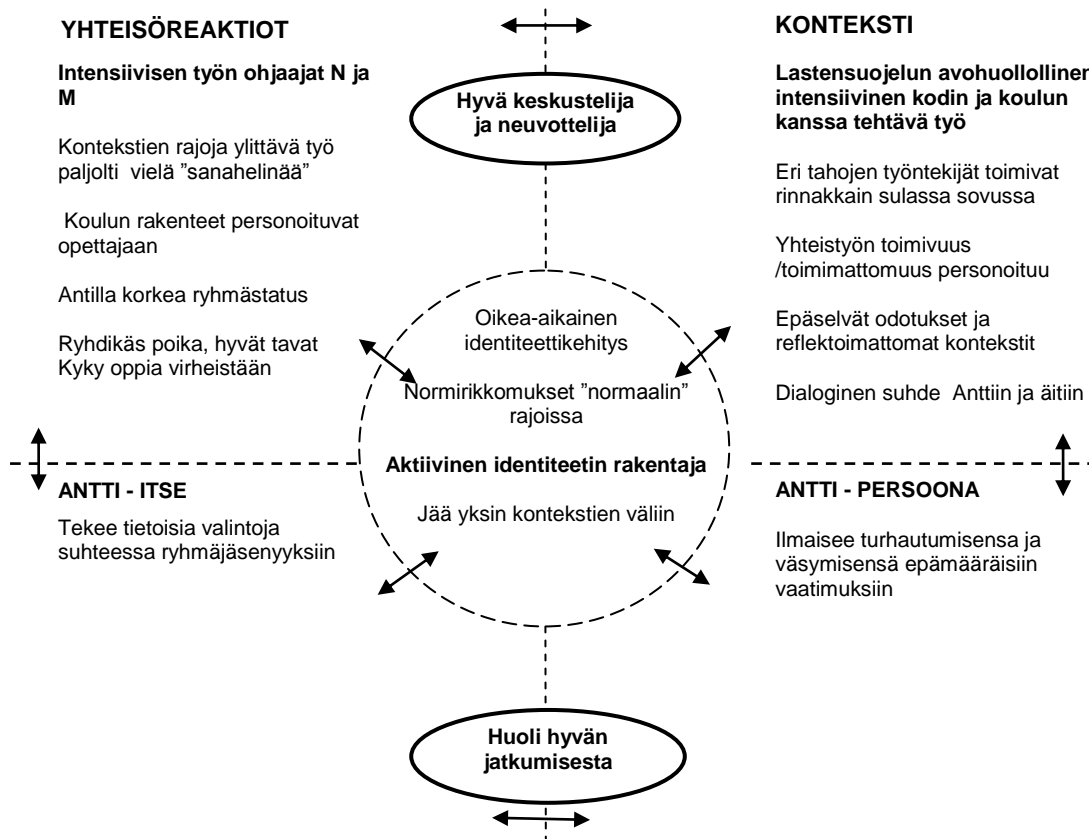 YHTEISÖREAKTIOT
Intensiivisen työn ohjaajat N ja
M
Kontekstien rajoja ylittävä työ
paljolti vielä ”sanahelinää”
Koulun rakenteet personoituvat
opettajaan
Antilla korkea ryhmästatus
Ryhdikäs poika, hyvät tavat
Kyky oppia virheistään
Hyvä keskustelija
ja neuvottelija
KONTEKSTI
Lastensuojelun avohuollollinen
intensiivinen kodin ja koulun
kanssa tehtävä työ
Eri tahojen työntekijät toimivat
rinnakkain sulassa sovussa
Yhteistyön toimivuus
/toimimattomuus personoituu
Epäselvät odotukset ja
reflektoimattomat kontekstit
Dialoginen suhde Anttiin ja äitiin
Oikea-aikainen
identiteettikehitys
Normirikkomukset ”normaalin”
rajoissa
Aktiivinen identiteetin rakentaja
Jää yksin kontekstien väliin
ANTTI - ITSE
Tekee tietoisia valintoja
suhteessa ryhmäjäsenyyksiin
ANTTI - PERSOONA
Ilmaisee turhautumisensa ja
väsymisensä epämääräisiin
vaatimuksiin
Huoli hyvän
jatkumisesta